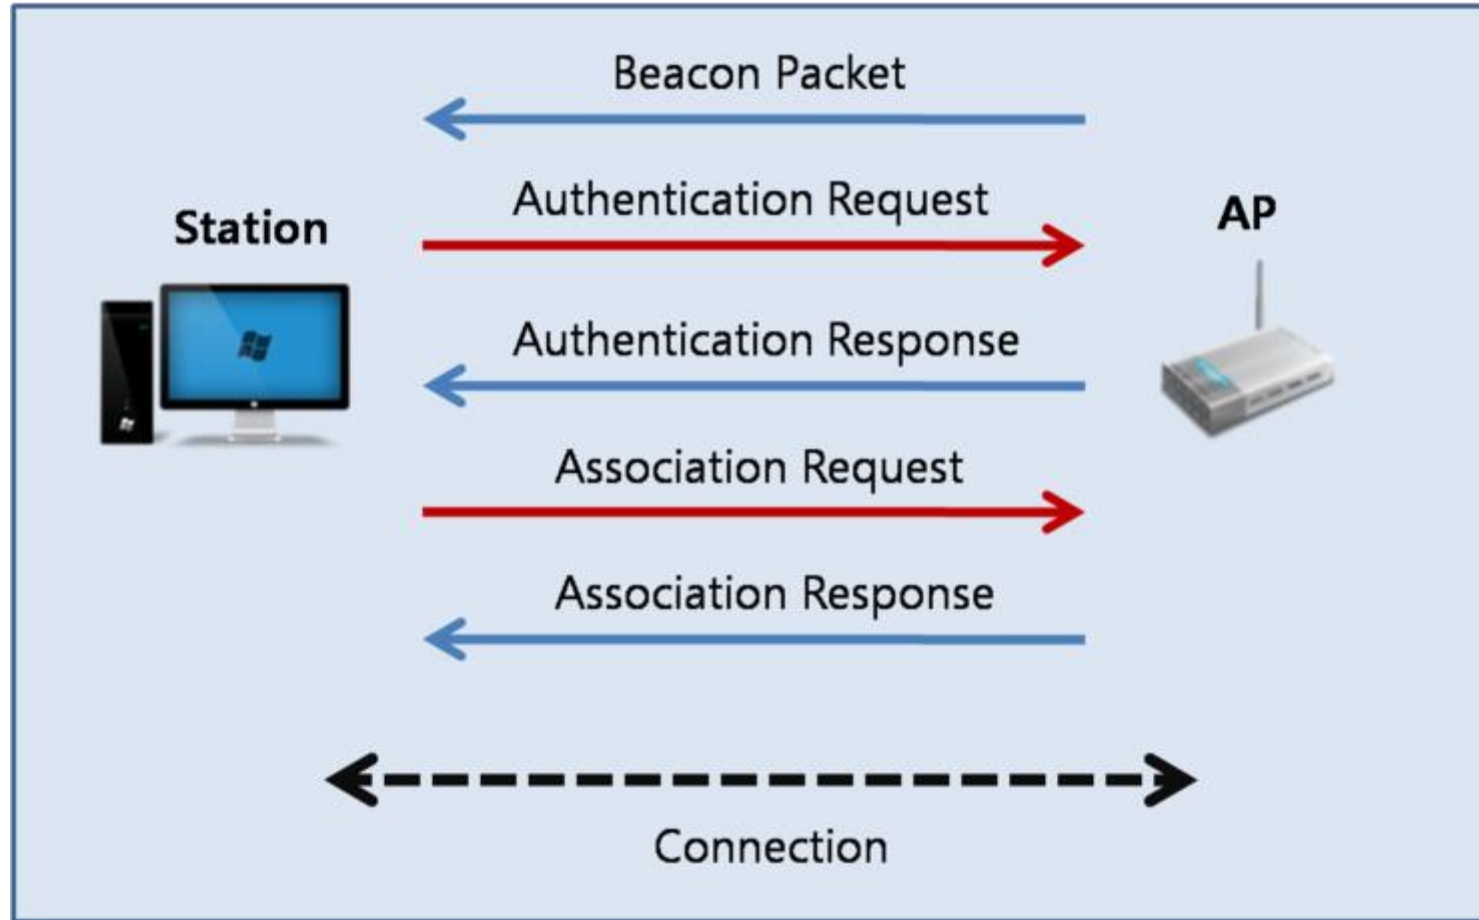 Beacon Packet
Authentication Request
Station
AP
Authentication Response
Association Request
Association Response
Connection